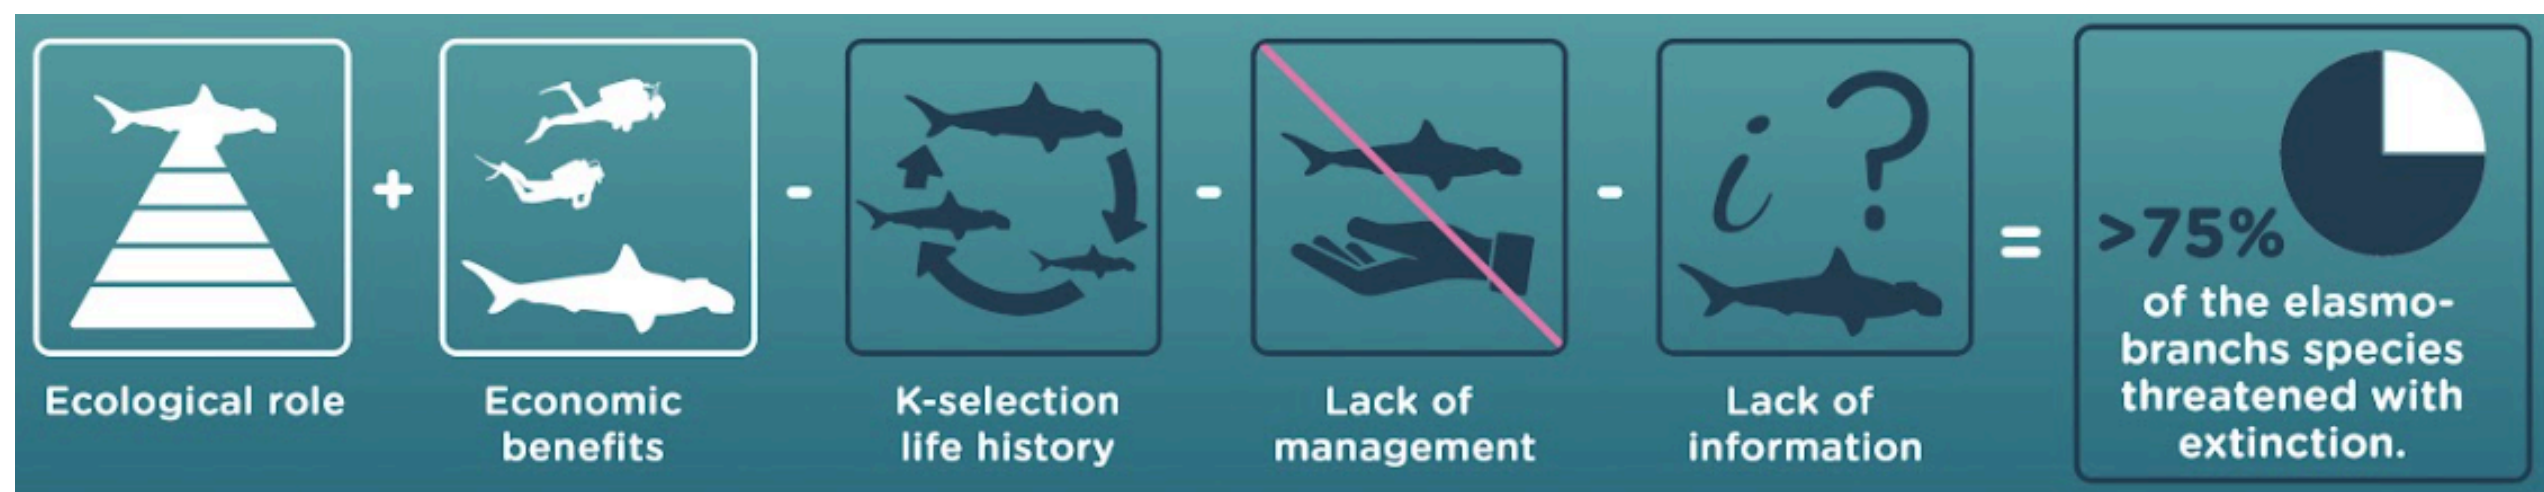 Ecological role
+
Economic
benefits
-
K-selection
life history
-
Lack of
management
-
¿?
Lack of
information
=
>75%
of the elasmo-
branchs species
threatened with
extinction.